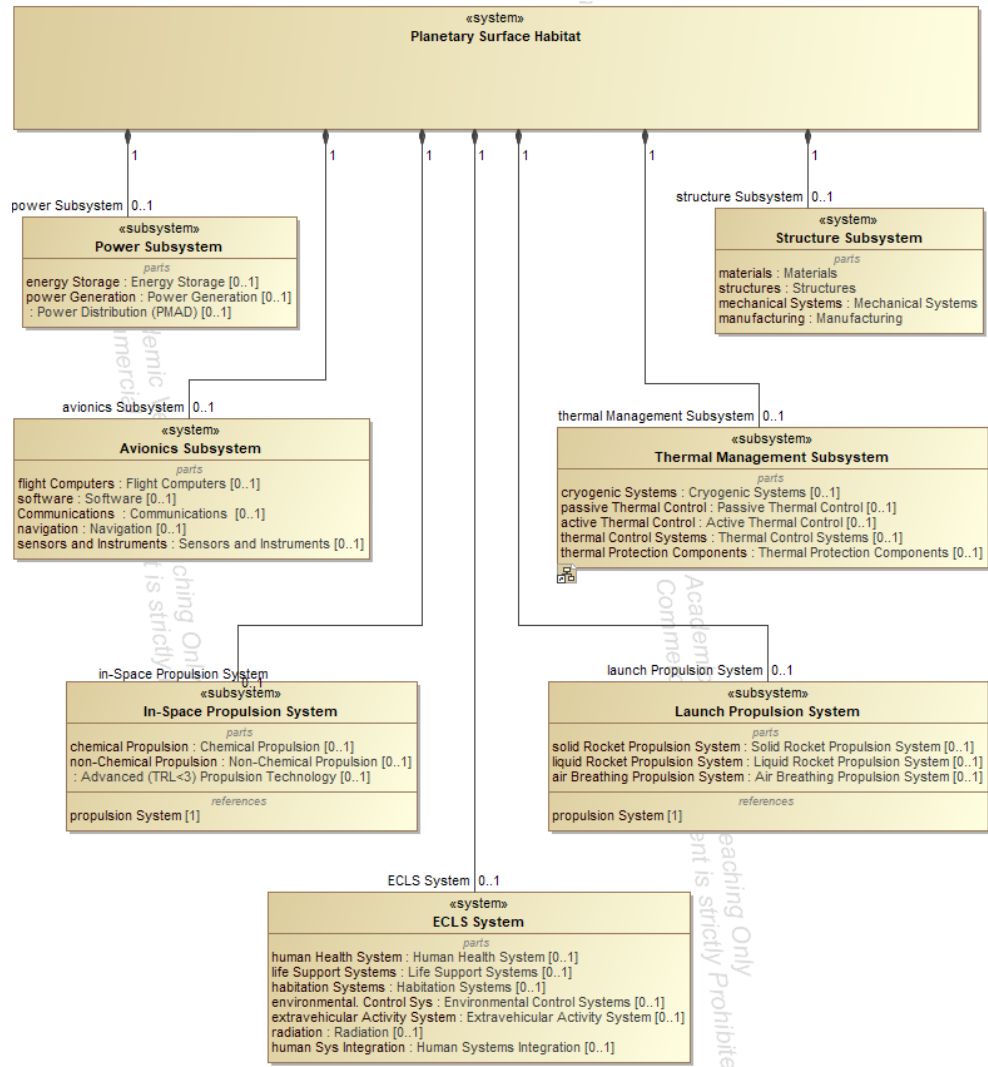 «system»
Planetary Surface Habitat
1
1
1
1
1
1
1
power Subsystem 0..1
«subsystem»
Power Subsystem
parts
energy Storage : Energy Storage [0..1]
power Generation : Power Generation [0..1]
: Power Distribution (PMAD) [0..1]
structure Subsystem 0..1
«system»
Structure Subsystem
parts
materials : Materials
structures : Structures
mechanical Systems : Mechanical Systems
manufacturing : Manufacturing
avionics Subsystem 0..1
«system»
Avionics Subsystem
parts
flight Computers : Flight Computers [0..1]
software : Software [0..1]
Communications : Communications [0..1]
navigation : Navigation [0..1]
sensors and Instruments : Sensors and Instruments [0..1]
thermal Management Subsystem 0..1
«subsystem»
Thermal Management Subsystem
parts
cryogenic Systems : Cryogenic Systems [0..1]
passive Thermal Control : Passive Thermal Control [0..1]
active Thermal Control : Active Thermal Control [0..1]
thermal Control Systems : Thermal Control Systems [0..1]
thermal Protection Components : Thermal Protection Components [0..1]
in-Space Propulsion System
0..1
«subsystem»
In-Space Propulsion System
parts
chemical Propulsion : Chemical Propulsion [0..1]
non-Chemical Propulsion : Non-Chemical Propulsion [0..1]
: Advanced (TRL<3) Propulsion Technology [0..1]
references
propulsion System [1]
launch Propulsion System 0..1
«subsystem»
Launch Propulsion System
parts
solid Rocket Propulsion System : Solid Rocket Propulsion System [0..1]
liquid Rocket Propulsion System : Liquid Rocket Propulsion System [0..1]
air Breathing Propulsion System : Air Breathing Propulsion System [0..1]
references
propulsion System [1]
ECLS System 0..1
«system»
ECLS System
parts
human Health System : Human Health System [0..1]
life Support Systems : Life Support Systems [0..1]
habitation Systems : Habitation Systems [0..1]
environmental. Control Sys : Environmental Control Systems [0..1]
extravehicular Activity System : Extravehicular Activity System [0..1]
radiation : Radiation [0..1]
human Sys Integration : Human Systems Integration [0..1]